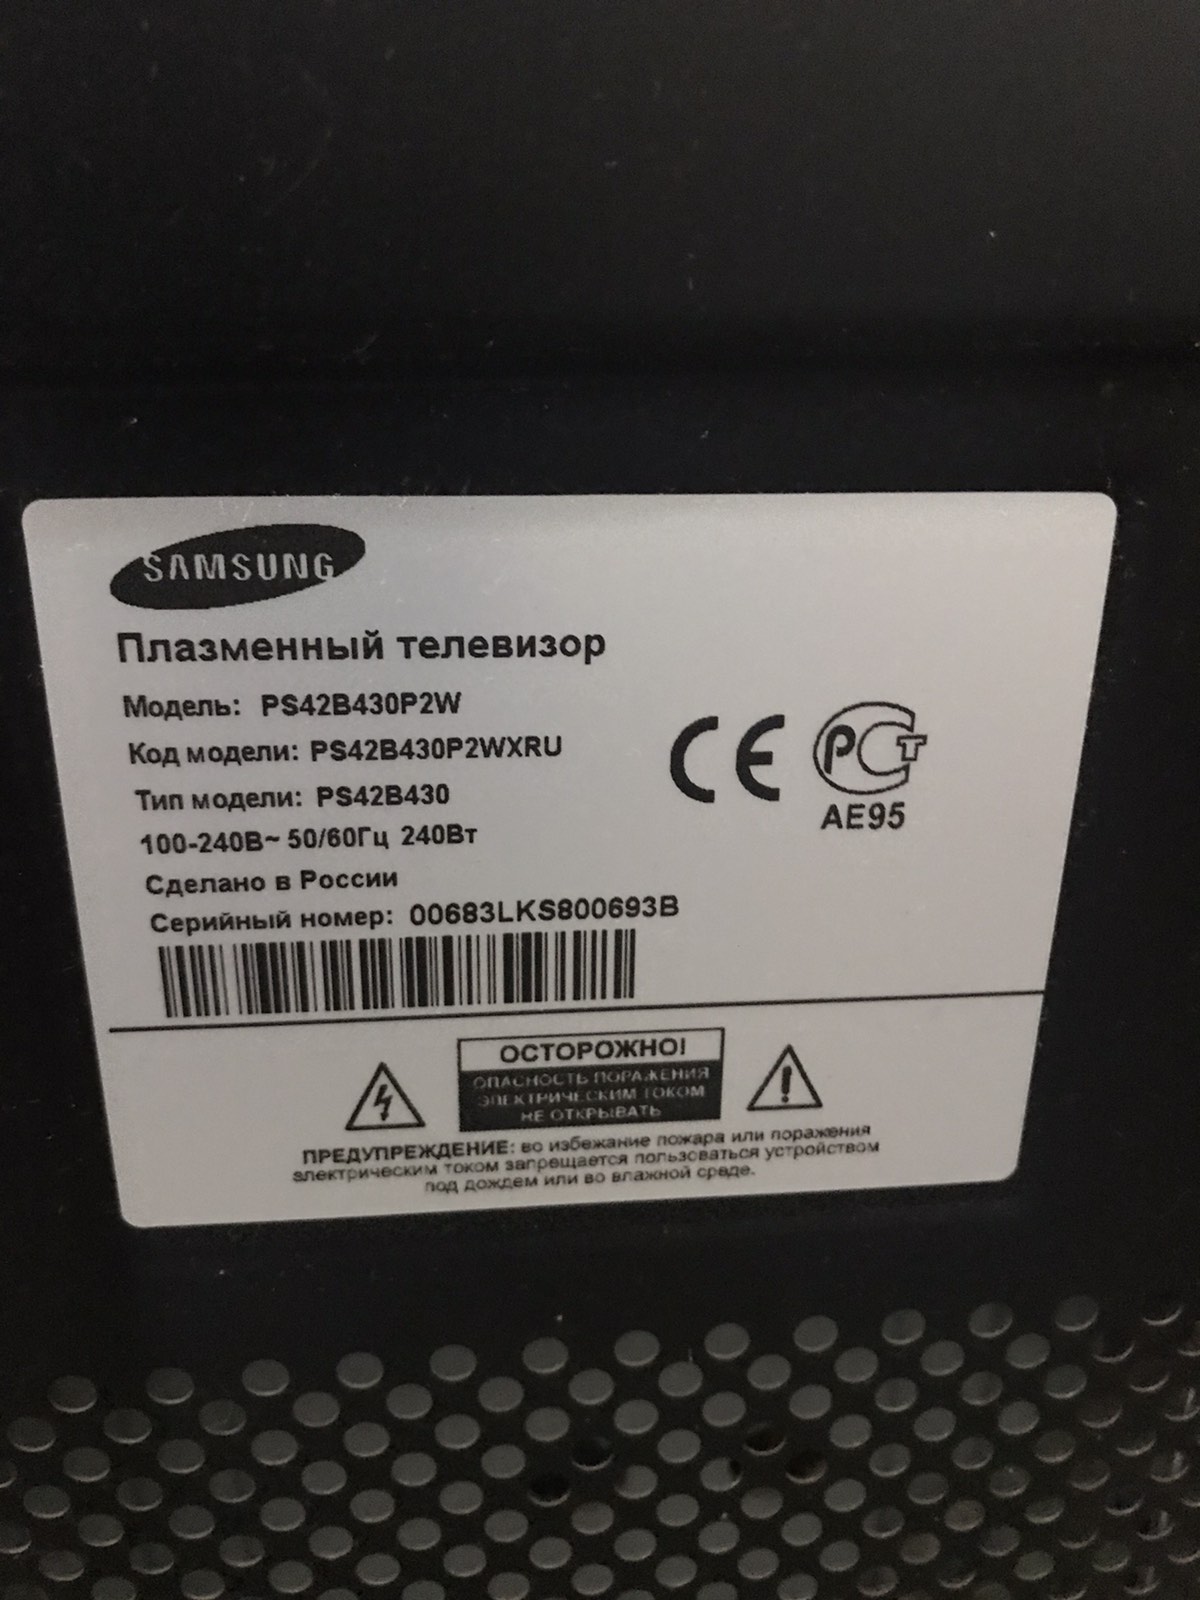 SAMSUNG
Плазменный телевизор
Модель: PS42B430P2W
Код модели: PS42B430P2WXRU
Тип модели: PS42B430
100-240В~ 50/60Гц 240Вт
Сделано в России
Серийный номер: 00683LKS800693B
CE РСТ
АЕ95
ОСТОРОЖНО!
ОПАСНОСТЬ ПОРАЖЕНИЯ
ЭЛЕКТРИЧЕСКИМ ТОКОМ
НЕ ОТКРЫВАТЬ
ПРЕДУПРЕЖДЕНИЕ: во избежание пожара или поражения
электрическим током запрещается пользоваться устройством
под дождем или во влажной среде.